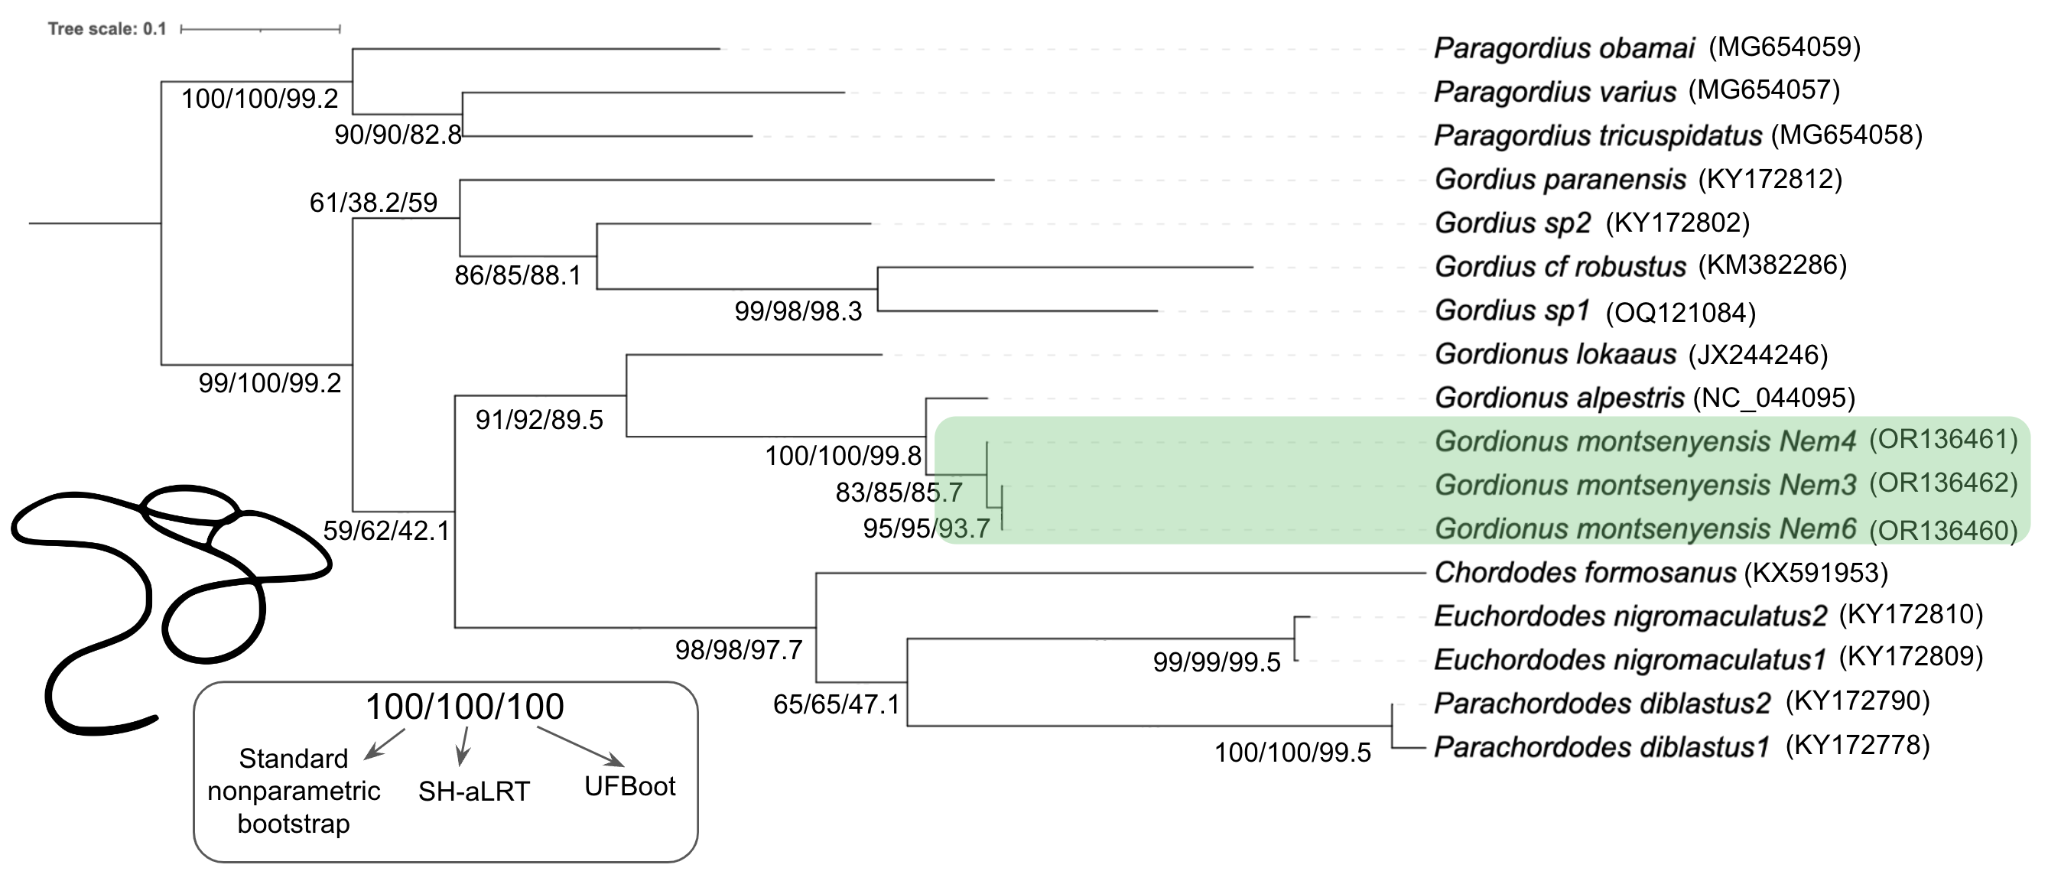 Tree scale: 0.1
Paragordius obamai (MG654059)
100/100/99.2
Paragordius varius (MG654057)
90/90/82.8
Paragordius tricuspidatus (MG654058)
61/38.2/59
Gordius paranensis (KY172812)
Gordius sp2 (KY172802)
86/85/88.1
Gordius cf robustus (KM382286)
99/98/98.3
Gordius sp1 (OQ121084)
Gordionus lokaaus (JX244246)
99/100/99.2
Gordionus alpestris (NC_044095)
91/92/89.5
Gordionus montsenyensis Nem4 (OR136461)
100/100/99.8
Gordionus montsenyensis Nem3 (OR136462)
83/85/85.7
Gordionus montsenyensis Nem6 (OR136460)
95/95/93.7
59/62/42.1
Chordodes formosanus (KX591953)
Euchordodes nigromaculatus2 (KY172810)
98/98/97.7
Euchordodes nigromaculatus1 (KY172809)
99/99/99.5
Parachordodes diblastus2 (KY172790)
65/65/47.1
Parachordodes diblastus1 (KY172778)
100/100/99.5
100/100/100
Standard
nonparametric
bootstrap
SH-aLRT
UFBoot